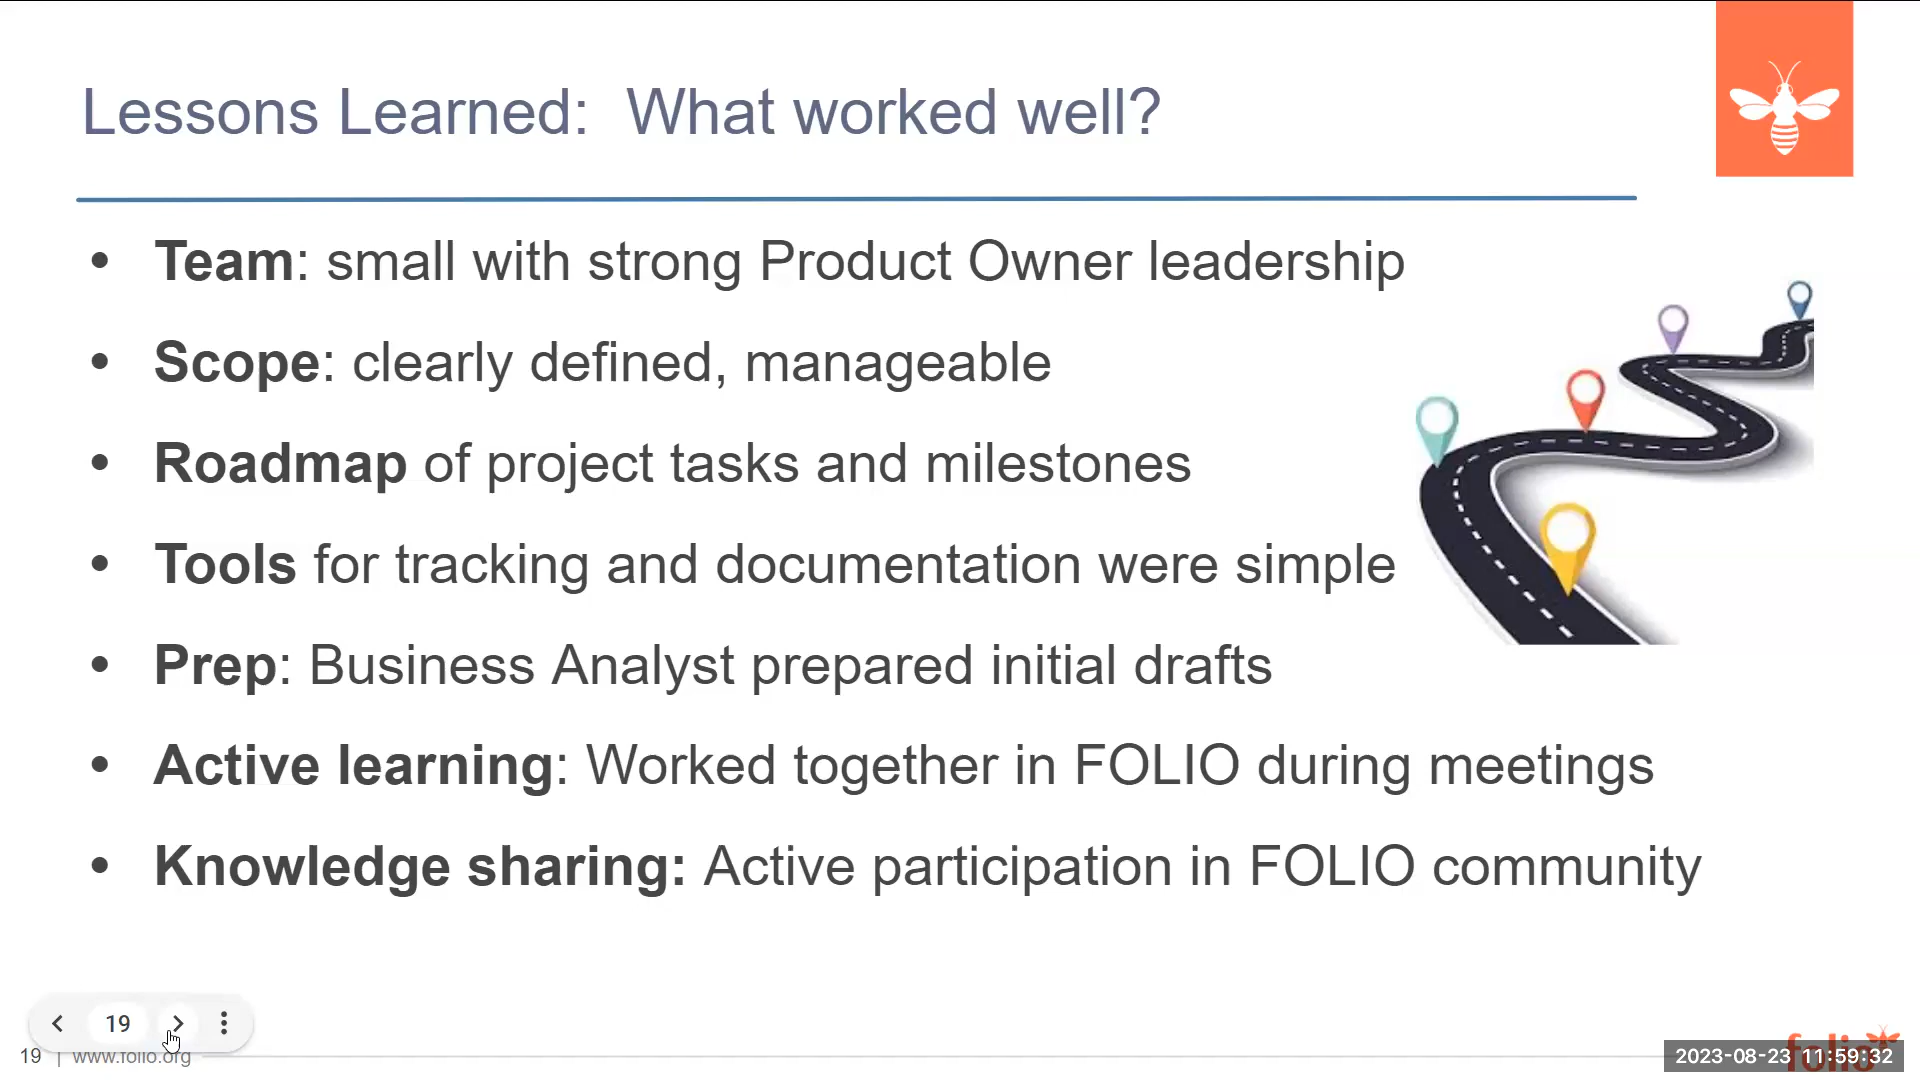 Lessons Learned: What worked well?
• Team: small with strong Product Owner leadership
• Scope: clearly defined, manageable
• Roadmap of project tasks and milestones
• Tools for tracking and documentation were simple
• Prep: Business Analyst prepared initial drafts
• Active learning: Worked together in FOLIO during meetings
• Knowledge sharing: Active participation in FOLIO community
19
19 | www.folio.org
folio
2023-08-23 11:59:32